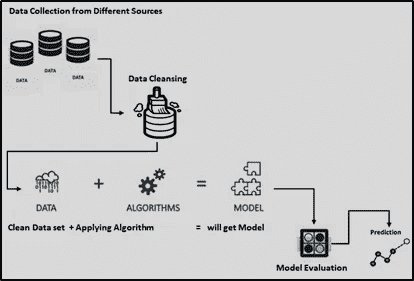 Data Collection from Different Sources
DATA
DATA
DATA
Data Cleansing
DATA + ALGORITHMS = MODEL
Clean Data set + Applying Algorithm = will get Model
Model Evaluation
Prediction